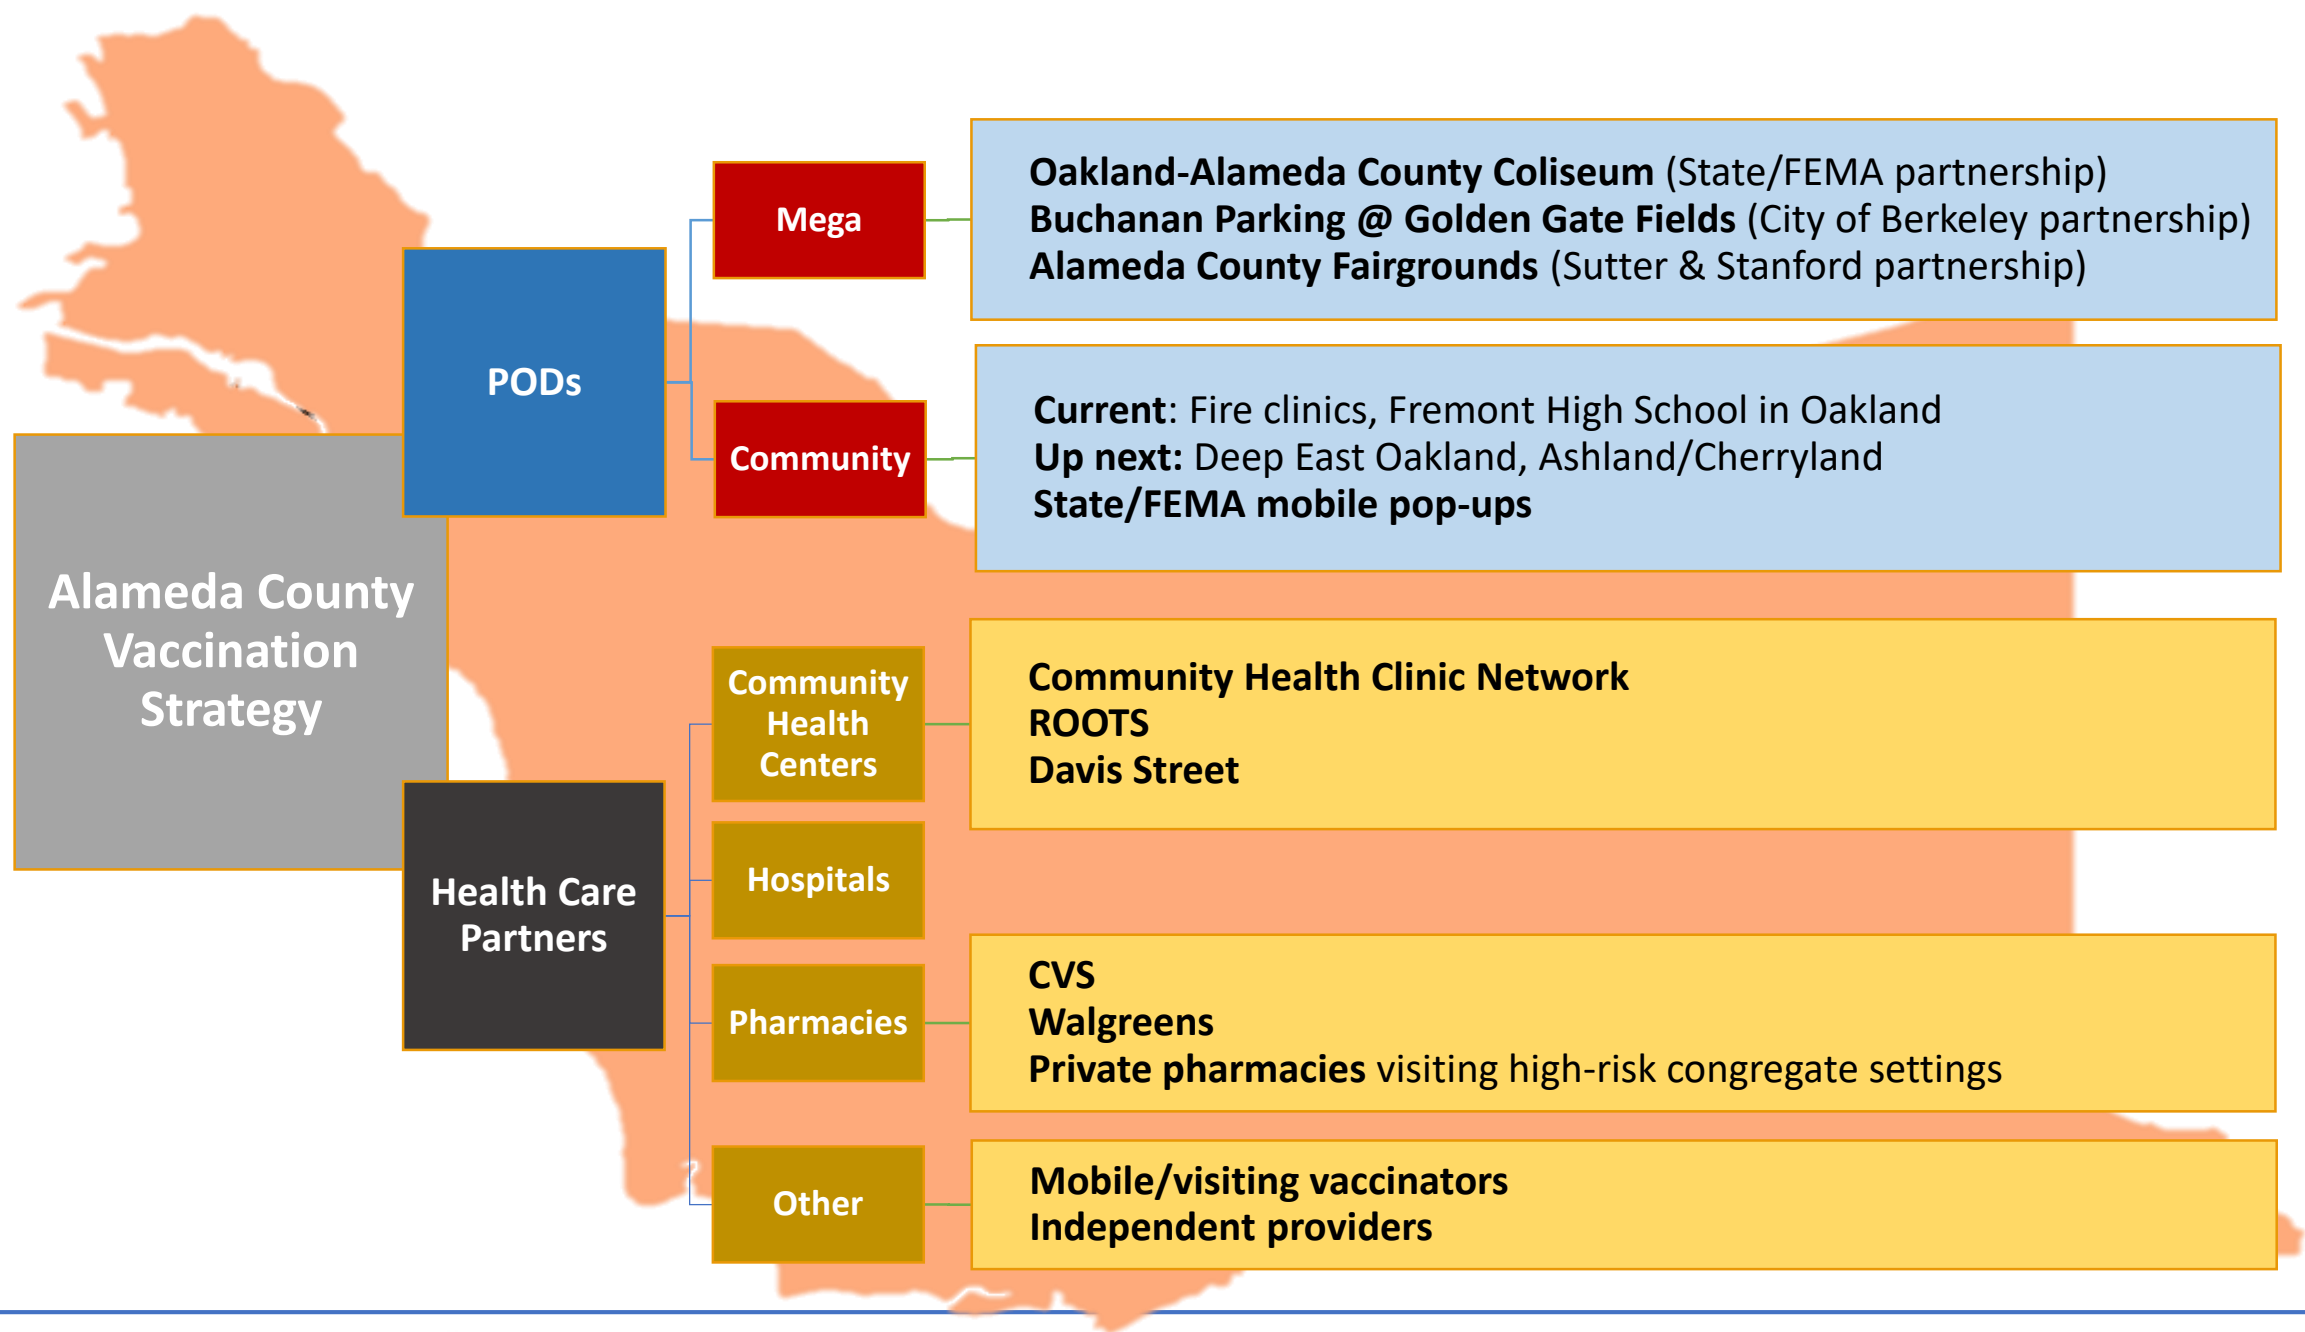 Alameda County
Vaccination
Strategy
PODs
Mega
Oakland-Alameda County Coliseum (State/FEMA partnership)
Buchanan Parking @ Golden Gate Fields (City of Berkeley partnership)
Alameda County Fairgrounds (Sutter & Stanford partnership)
Community
Current: Fire clinics, Fremont High School in Oakland
Up next: Deep East Oakland, Ashland/Cherryland
State/FEMA mobile pop-ups
Health Care
Partners
Community
Health
Centers
Community Health Clinic Network
ROOTS
Davis Street
Hospitals
Pharmacies
CVS
Walgreens
Private pharmacies visiting high-risk congregate settings
Other
Mobile/visiting vaccinators
Independent providers